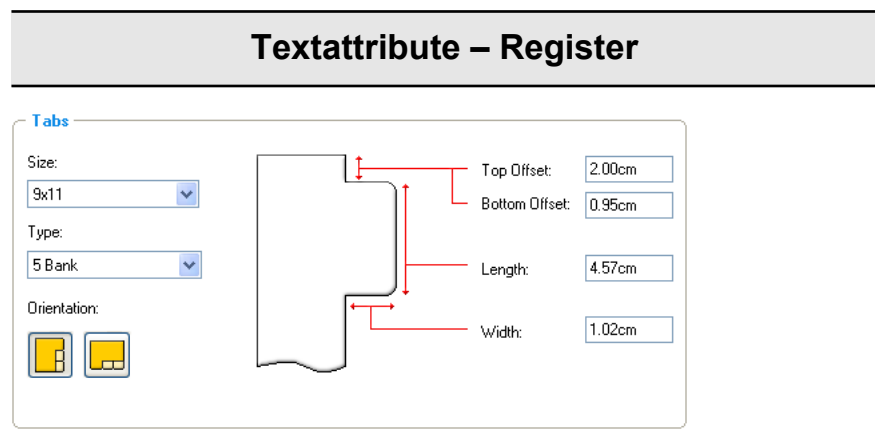 Textattribute – Register
Tabs
Size:
9x11
Type:
5 Bank
Orientation:
Top Offset: 2.00cm
Bottom Offset: 0.95cm
Length: 4.57cm
Width: 1.02cm